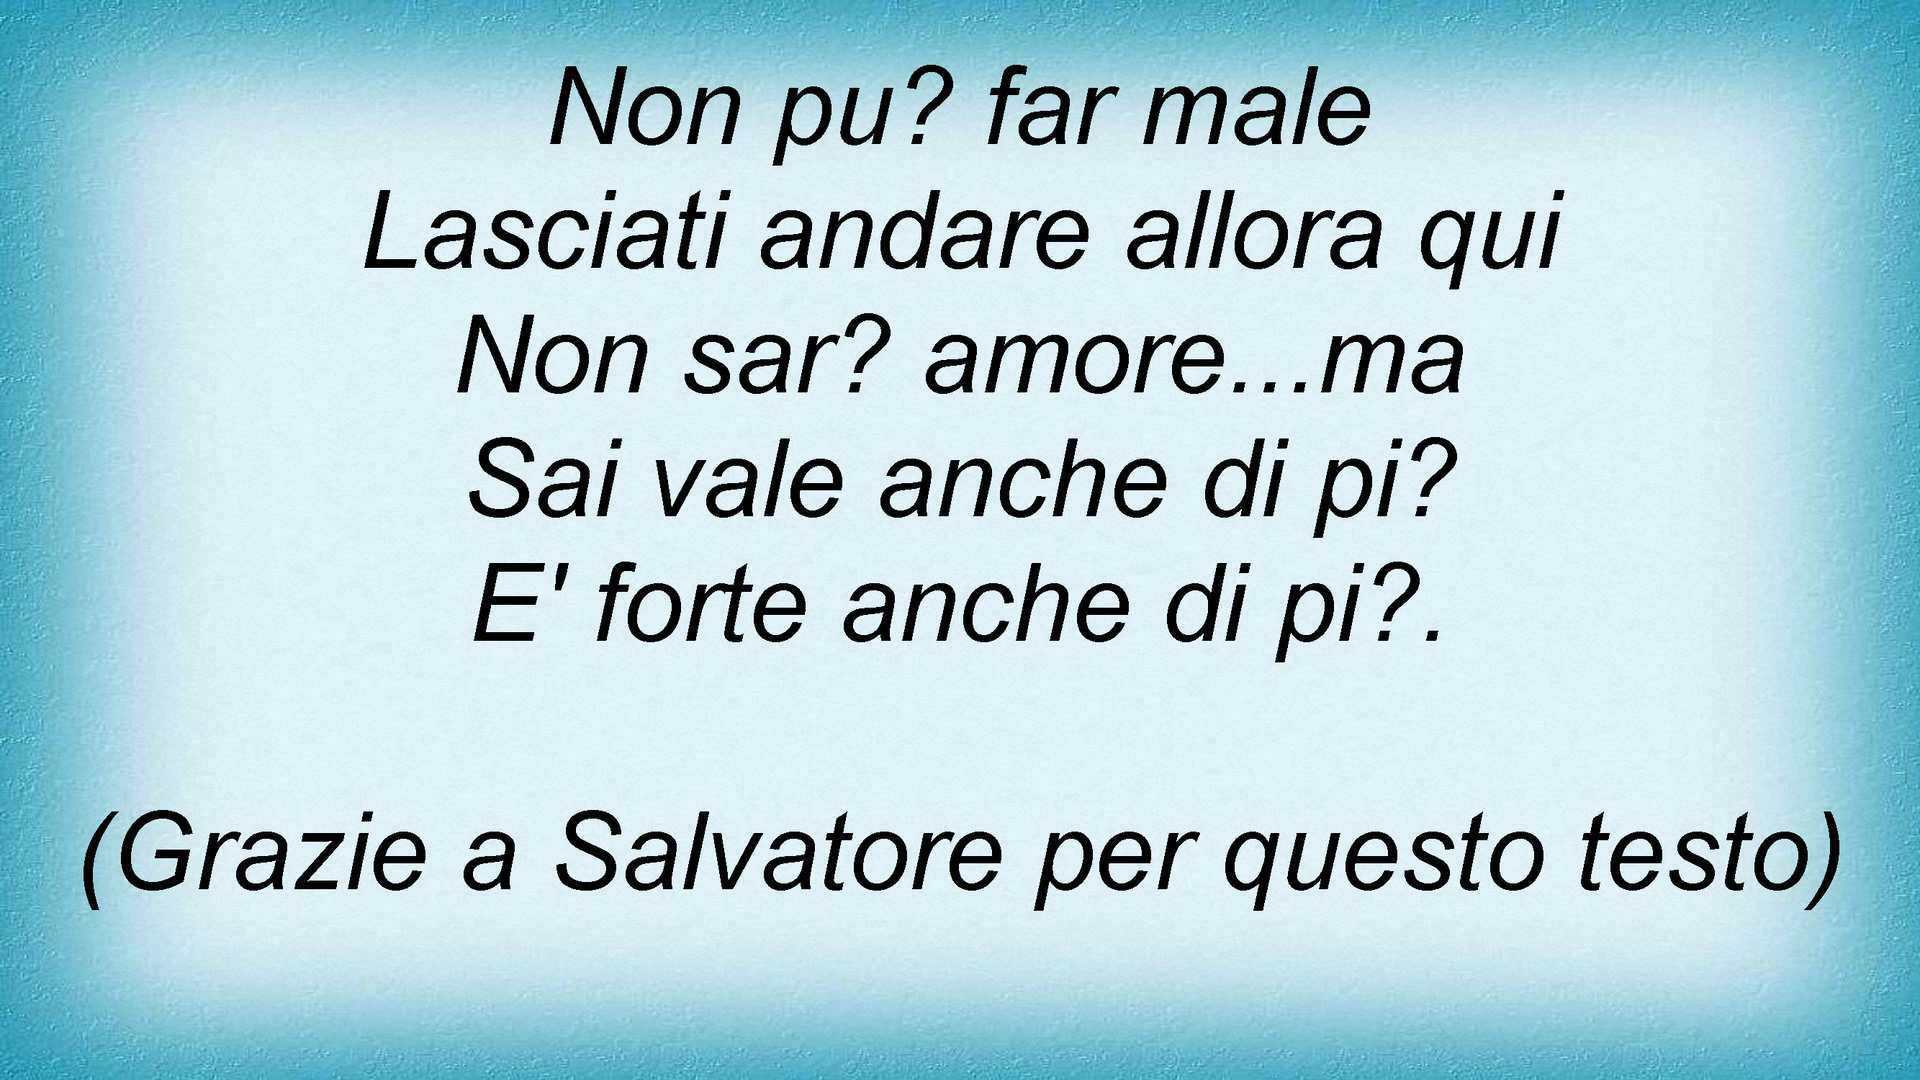 Non pu? far male
Lasciati andare allora qui
Non sar? amore...ma
Sai vale anche di pi?
E' forte anche di pi?.
(Grazie a Salvatore per questo testo)